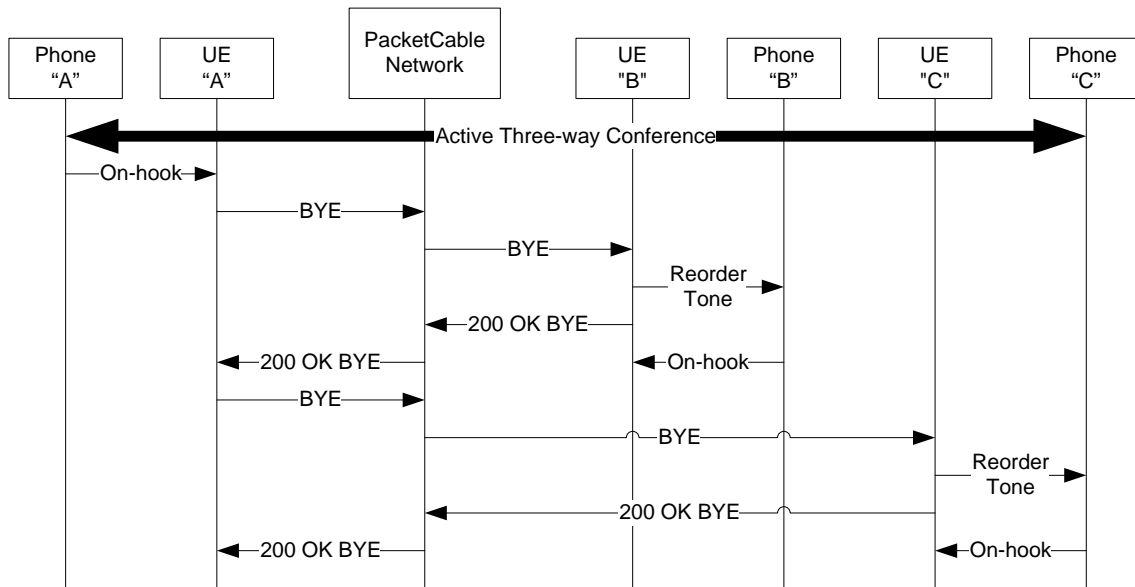 Phone
“A”
UE
“A”
PacketCable
Network
UE
"B"
Phone
“B”
UE
"C"
Phone
“C”
Active Three-way Conference
On-hook
BYE
BYE
Reorder
Tone
200 OK BYE
200 OK BYE
On-hook
BYE
BYE
Reorder
Tone
200 OK BYE
200 OK BYE
On-hook